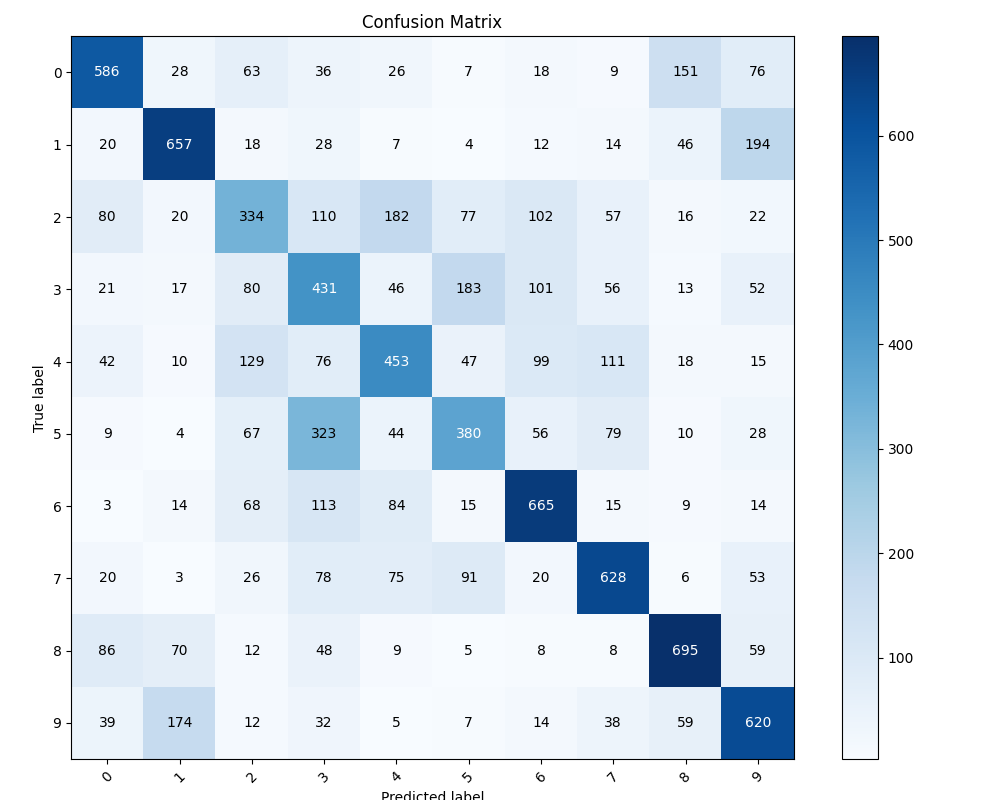 Confusion Matrix
0 586 28 63 36 26 7 18 9 151 76
1 20 657 18 28 7 4 12 14 46 194 600
2 80 20 334 110 182 77 102 57 16 22 500
3 21 17 80 431 46 183 101 56 13 52
True label
4 42 10 129 76 453 47 99 111 18 15 400
5 9 4 67 323 44 380 56 79 10 28 300
6 3 14 68 113 84 15 665 15 9 14
7 20 3 26 78 75 91 20 628 6 53 200
8 86 70 12 48 9 5 8 8 695 59 100
9 39 174 12 32 5 7 14 38 59 620
0 1 2 3 4 5 6 7 8 9
Predicted label